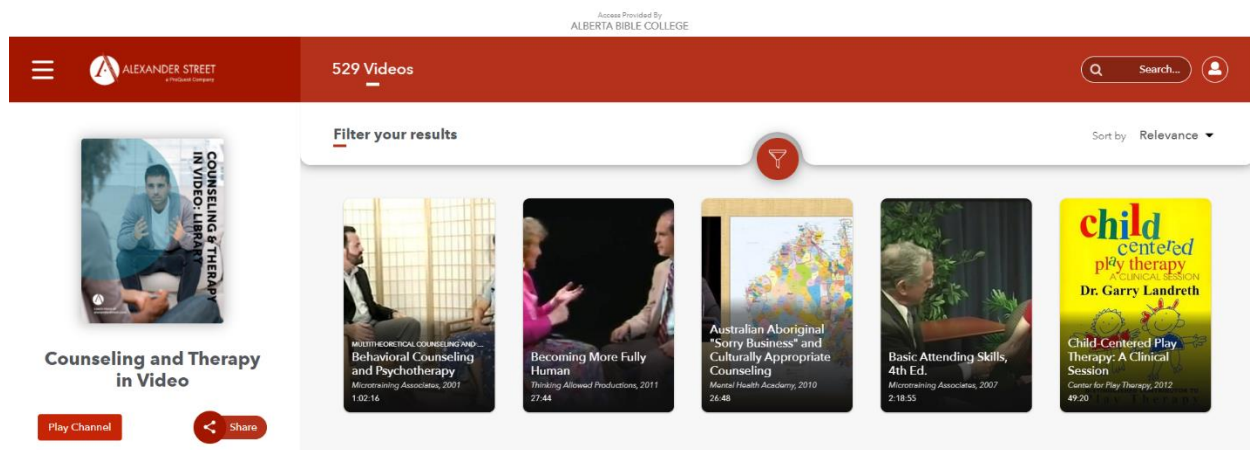 Access Provided By
ALBERTA BIBLE COLLEGE
ALEXANDER STREET
a ProQuest Company
529 Videos
Search...
Filter your results
Sort by Relevance
COUNSELING & THERAPY
IN VIDEO: LIBRARY
Counseling and Therapy
in Video
Play Channel
Share
MULTITHEORETICAL COUNSELING AND...
Behavioral Counseling
and Psychotherapy
Microtraining Associates, 2001
1:02:16
Becoming More Fully
Human
Thinking Allowed Productions, 2011
27:44
Australian Aboriginal
"Sorry Business" and
Culturally Appropriate
Counseling
Mental Health Academy, 2010
26:48
Basic Attending Skills,
4th Ed.
Microtraining Associates, 2007
2:18:55
child
centered
play therapy
A CLINICAL SESSION
Dr. Garry Landreth
Child-Centered Play
Therapy: A Clinical
Session
Center for Play Therapy, 2012
49:20